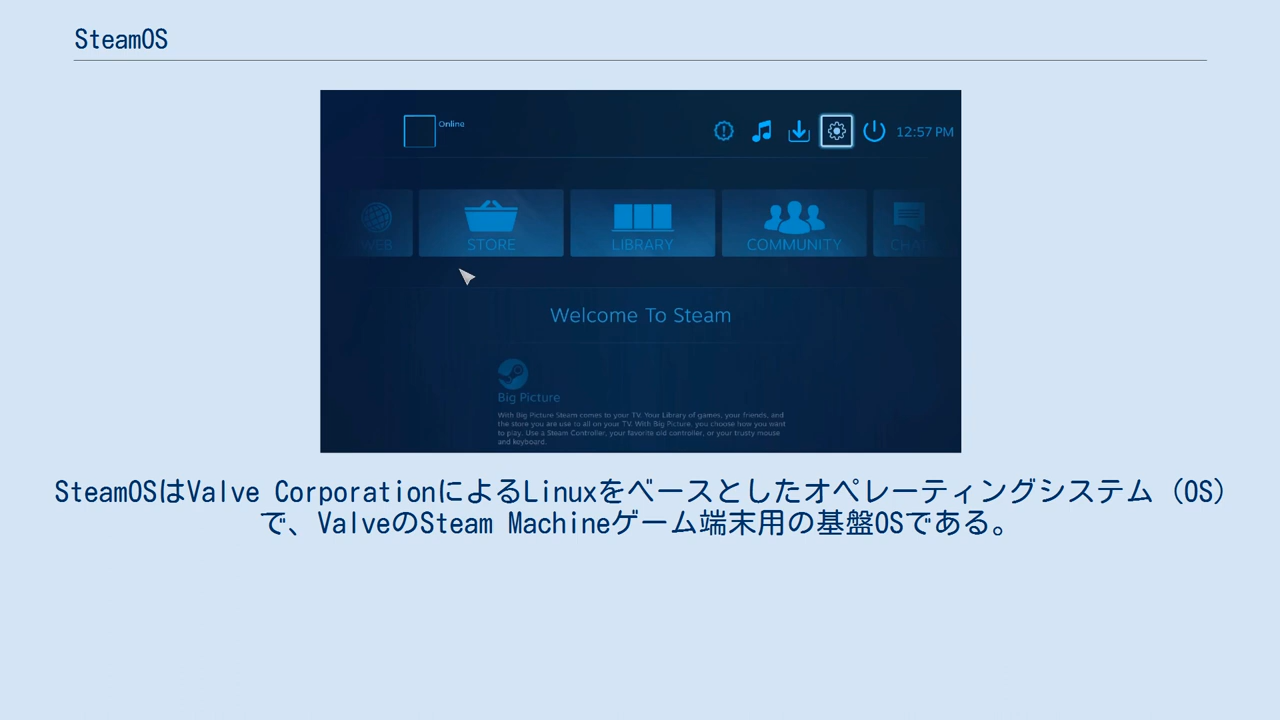 SteamOS
Online
12:57 PM
WEB
STORE
LIBRARY
COMMUNITY
CHA
Welcome To Steam
Big Picture
With Big Picture Steam comes to your TV. Your Library of games, your friends, and
the store you are use to all on your TV. With Big Picture, you choose how you want
to play. Use a Steam Controller, your favorite old controller, or your trusty mouse
and keyboard.
SteamOSはValve CorporationによるLinuxをベースとしたオペレーティングシステム（OS）
で、ValveのSteam Machineゲーム端末用の基盤OSである。